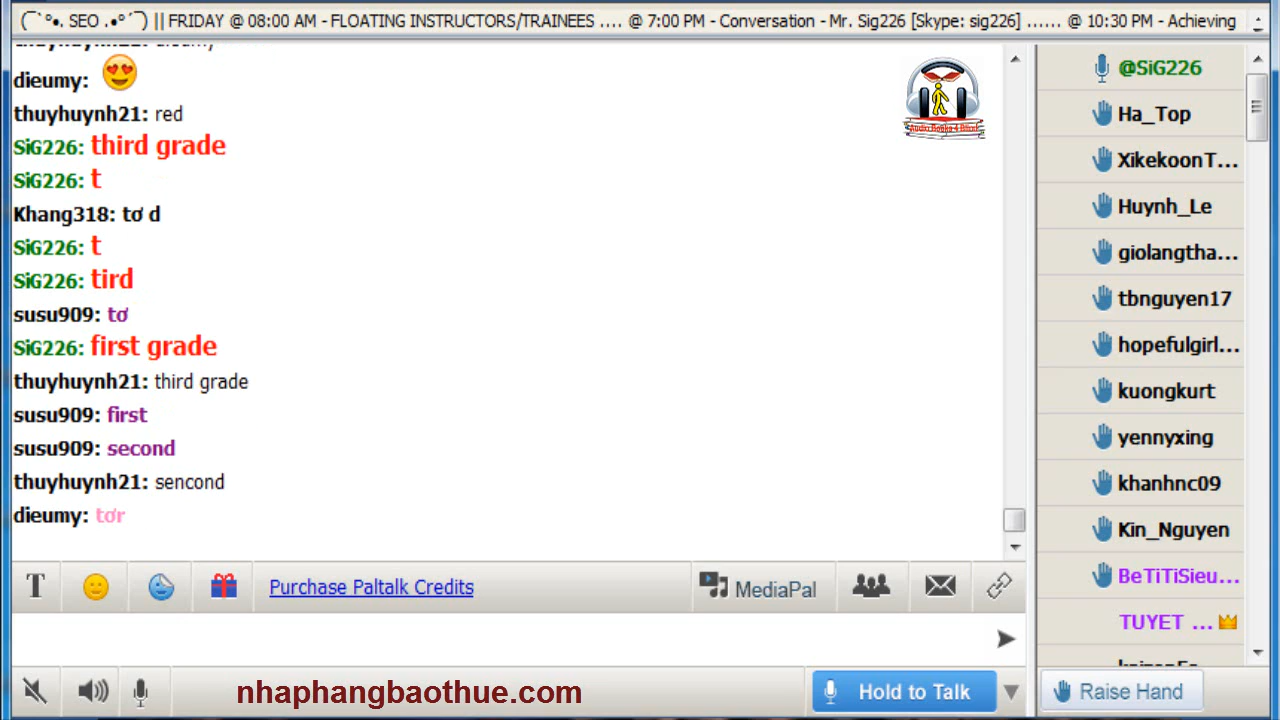 (¯`°•. SEO .•°´¯) || FRIDAY @ 08:00 AM - FLOATING INSTRUCTORS/TRAINEES .... @ 7:00 PM - Conversation - Mr. Sig226 [Skype: sig226] ...... @ 10:30 PM - Achieving
dieumy:
thuyhuynh21: red
SiG226: third grade
SiG226: t
Khang318: tơ d
SiG226: t
SiG226: tird
susu909: tơ
SiG226: first grade
thuyhuynh21: third grade
susu909: first
susu909: second
thuyhuynh21: sencond
dieumy: tơr
@SiG226
Ha_Top
XikekoonT...
Huynh_Le
giolangtha...
tbnguyen17
hopefulgirl...
kuongkurt
yennyxing
khanhnc09
Kin_Nguyen
BeTiTiSieu...
TUYET ...
T
Purchase Paltalk Credits
MediaPal
nhaphangbaothue.com
Hold to Talk
Raise Hand